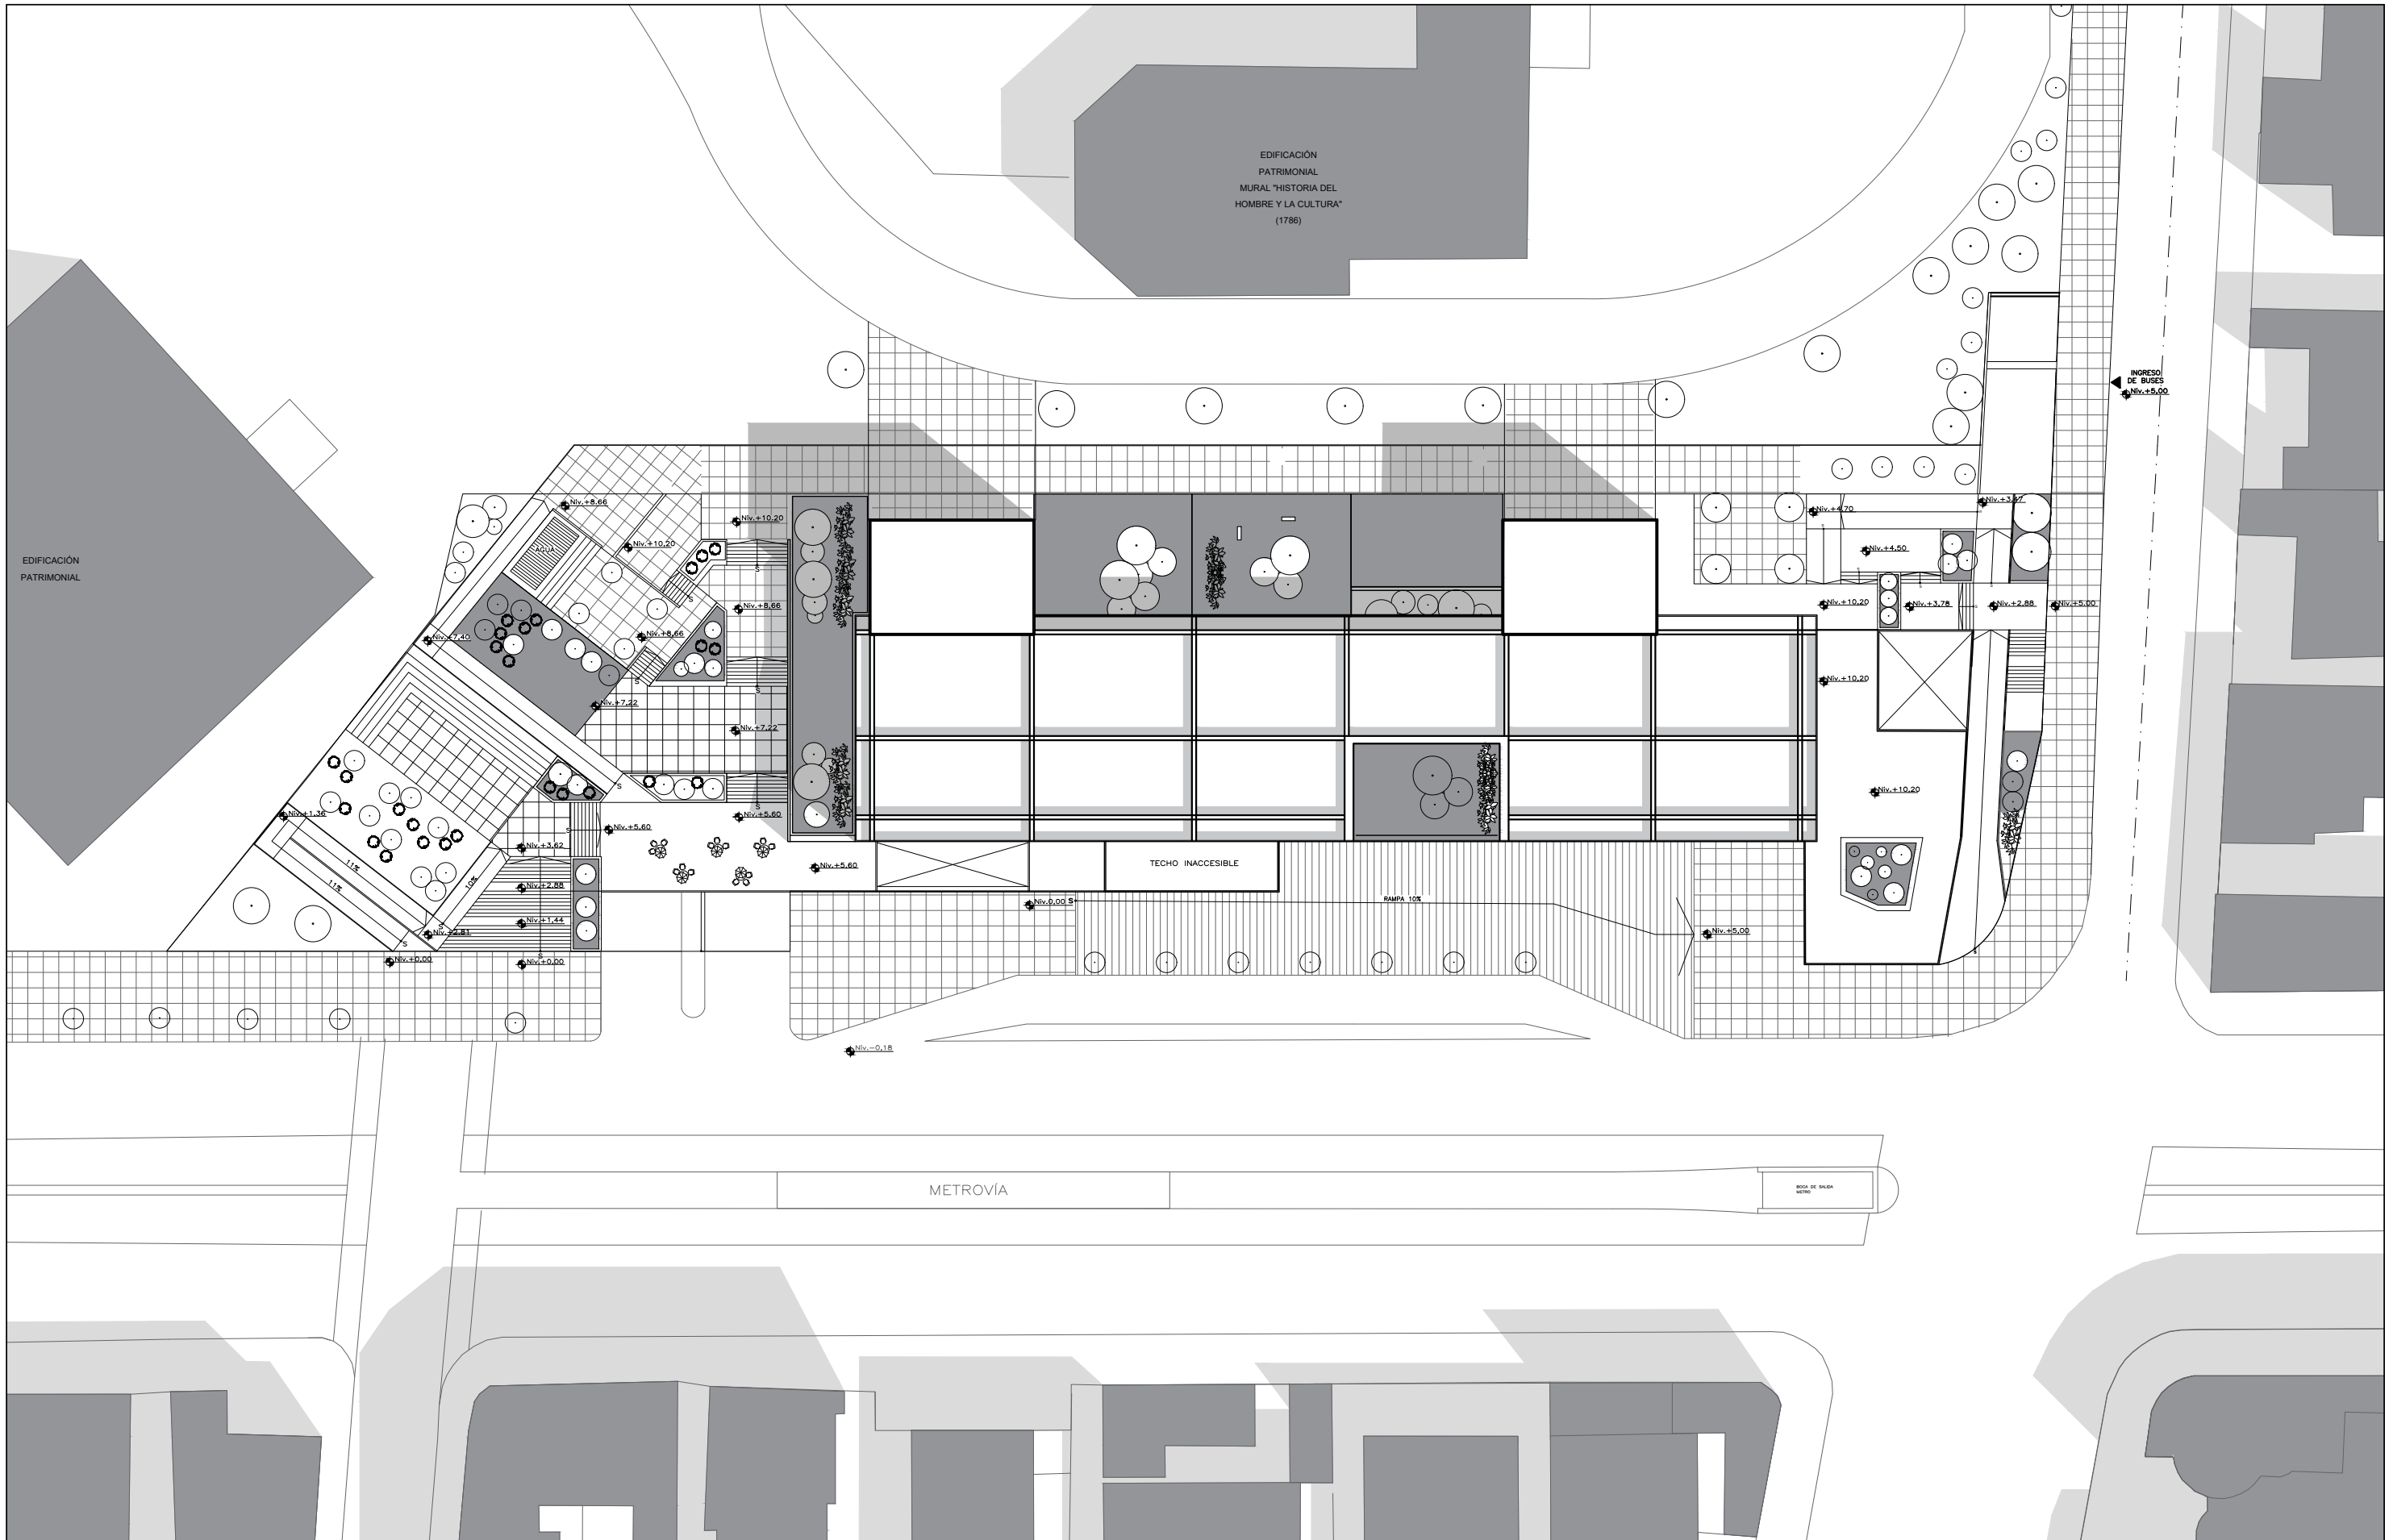 EDIFICACIÓN
PATRIMONIAL
MURAL "HISTORIA DEL
HOMBRE Y LA CULTURA"
(1786)
INGRESO
DE BUSES
Niv.+5,00
Niv.+8,66
Niv.+10,20
AGUA
Niv.+10,20
S
S
Niv.+4,70
Niv.+4,50
EDIFICACIÓN
PATRIMONIAL
Niv.+8,66
Niv.+10,20
Niv.+3,78
Niv.+2,88
Niv.+5,00
Niv.+7,40
Niv.+8,66
S
S
Niv.+10,20
Niv.+7,22
Niv.+7,22
S
S
Niv.+10,20
Niv.+1,36
Niv.+5,60
Niv.+5,60
S
Niv.+3,62
11%
11%
10%
Niv.+5,60
TECHO INACCESIBLE
Niv.+2,88
Niv.0,00 S
RAMPA 10%
Niv.+1,44
Niv.+2,81
S
S
Niv.+5,00
Niv.+0,00
S
Niv.+0,00
Niv.-0,18
METROVÍA
BOCA DE SALIDA
METRO